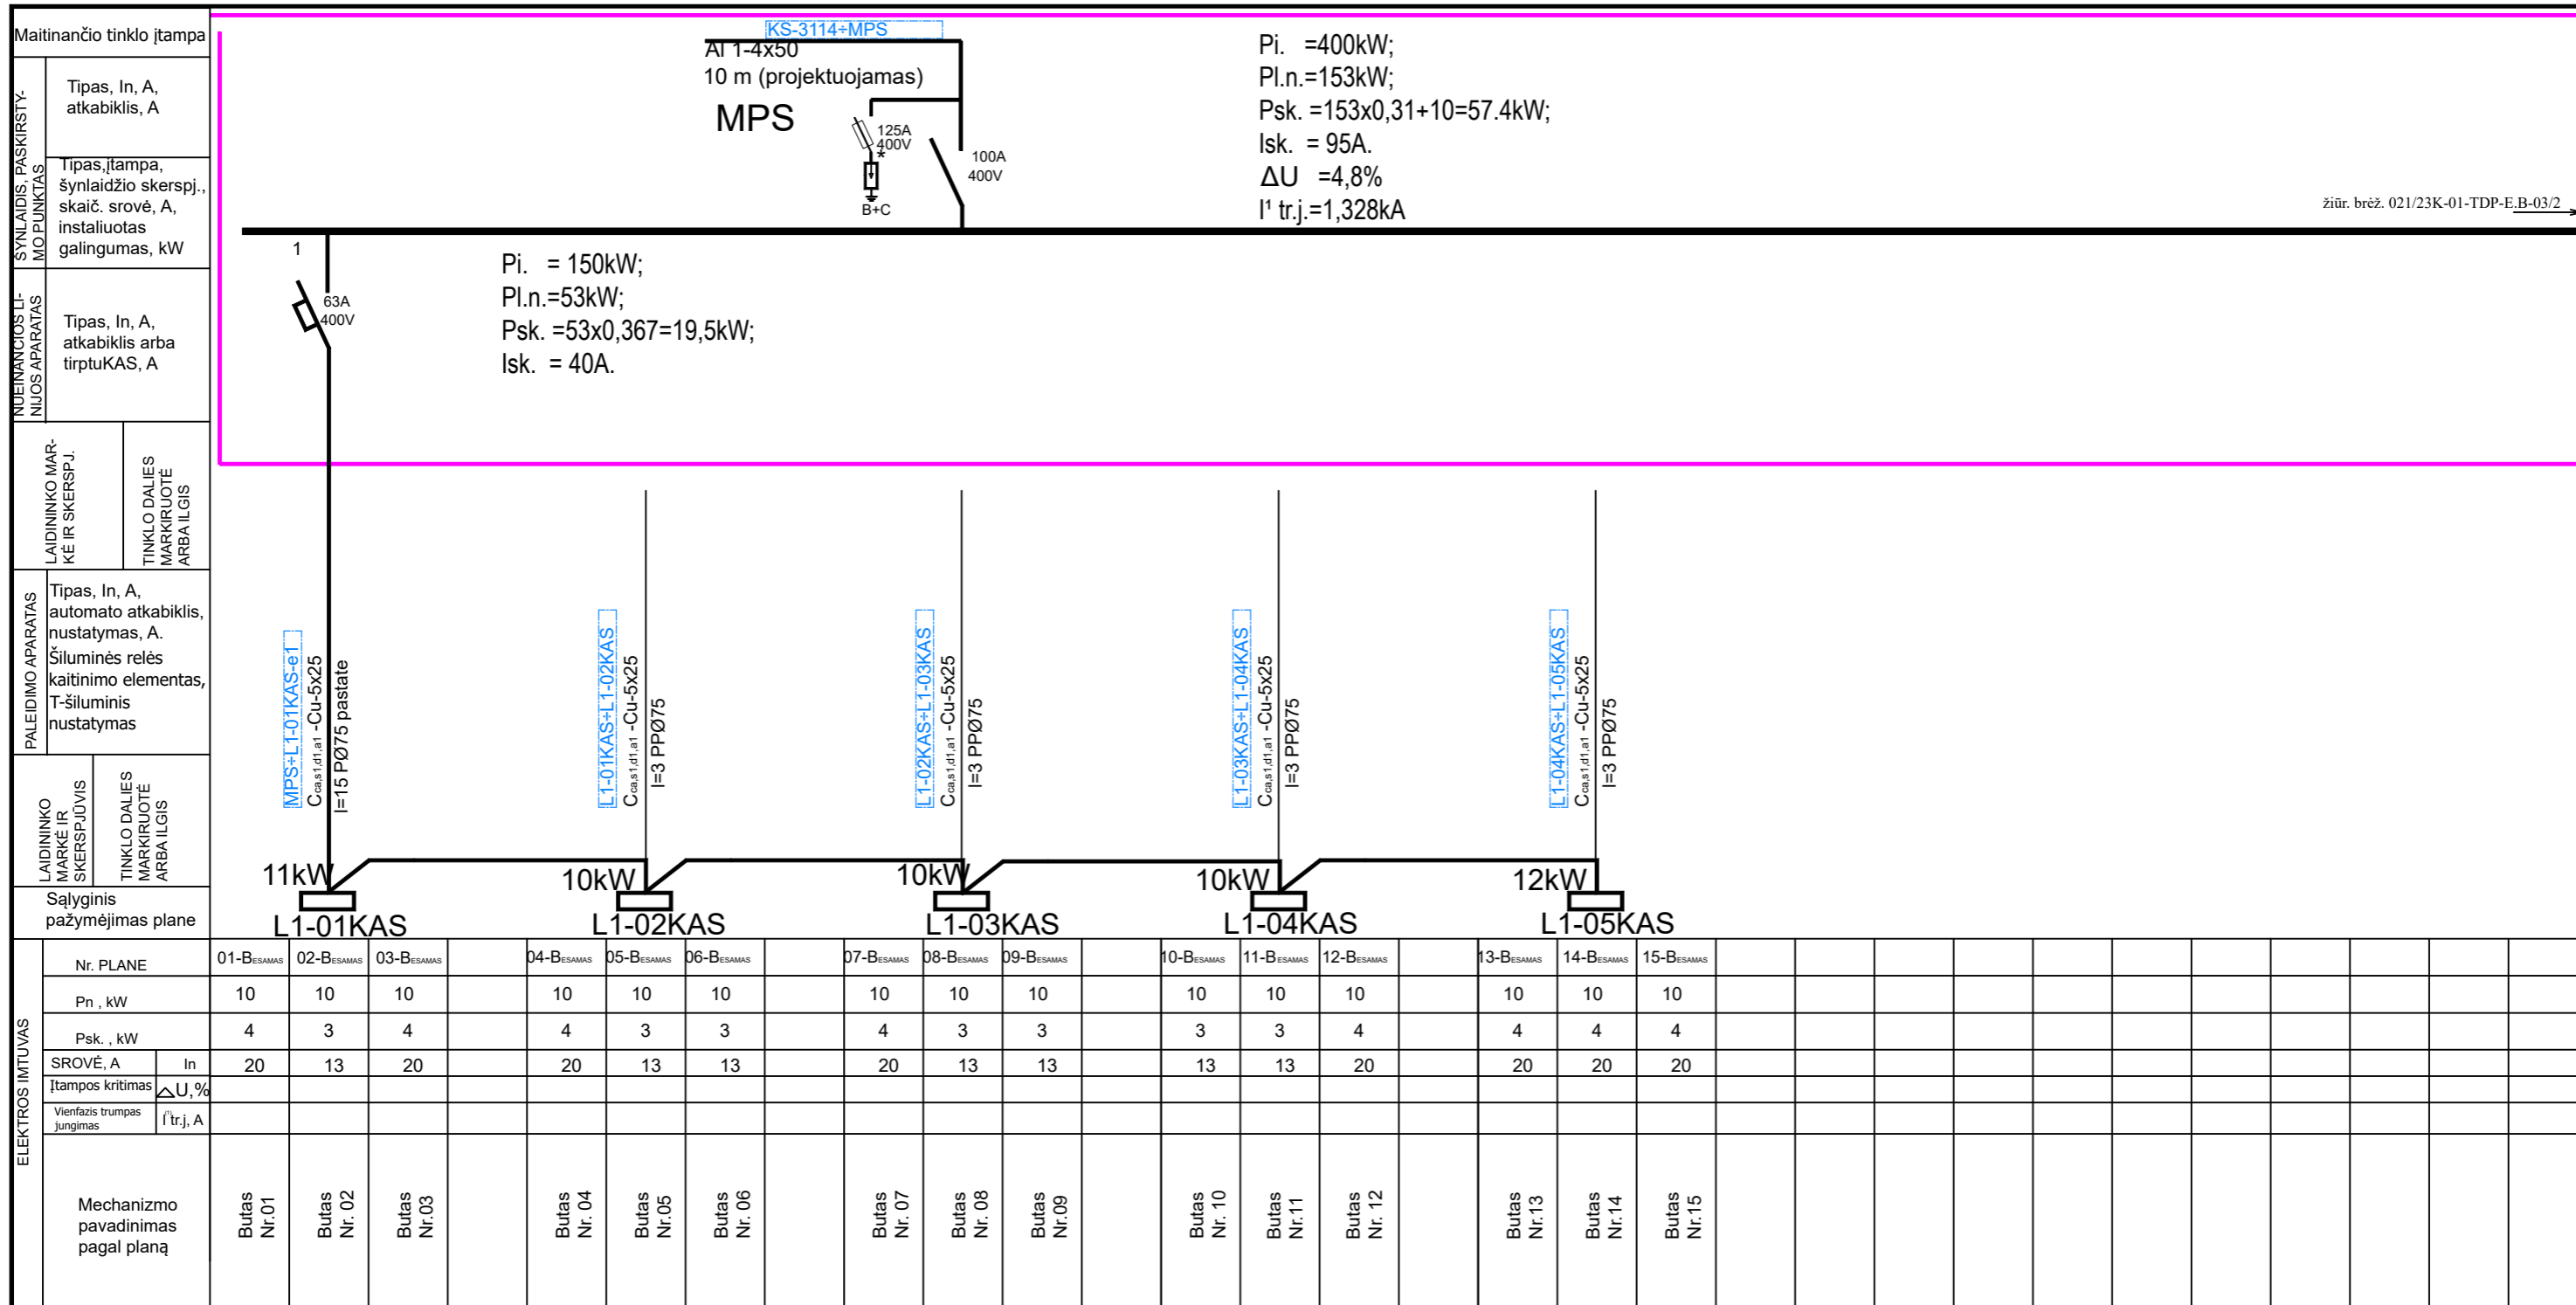 Maitinančio tinklo įtampa
ŠYNLAIDIS, PASKIRSTY-
MO PUNKTAS
Tipas, In, A,
atkabiklis, A
Tipas,įtampa,
šynlaidžio skerspj.,
skaič. srovė, A,
instaliuotas
galingumas, kW
NUEINANČIOS LI-
NIJOS APARATAS
Tipas, In, A,
atkabiklis arba
tirptuKAS, A
LAIDININKO MAR-
KĖ IR SKERSPJ.
TINKLO DALIES
MARKIRUOTĖ
ARBA ILGIS
PALEIDIMO APARATAS
Tipas, In, A,
automato atkabiklis,
nustatymas, A.
Šiluminės relės
kaitinimo elementas,
T-šiluminis
nustatymas
LAIDININKO
MARKĖ IR
SKERSPJŪVIS
TINKLO DALIES
MARKIRUOTĖ
ARBA ILGIS
Sąlyginis
pažymėjimas plane
KS-3114÷MPS
Al 1-4x50
10 m (projektuojamas)
MPS
125A
400V
*
B+C
100A
400V
Pi. =400kW;
Pl.n.=153kW;
Psk. =153x0,31+10=57.4kW;
Isk. = 95A.
ΔU =4,8%
I¹ tr.j.=1,328kA
žiūr. brėž. 021/23K-01-TDP-E.B-03/2
1
63A
400V
Pi. = 150kW;
Pl.n.=53kW;
Psk. =53x0,367=19,5kW;
Isk. = 40A.
MPS÷L1-01KAS-e1
Cca,s1,d1,a1 -Cu-5x25
l=15 PØ75 pastate
L1-01KAS÷L1-02KAS
Cca,s1,d1,a1 -Cu-5x25
l=3 PPØ75
L1-02KAS÷L1-03KAS
Cca,s1,d1,a1 -Cu-5x25
l=3 PPØ75
L1-03KAS÷L1-04KAS
Cca,s1,d1,a1 -Cu-5x25
l=3 PPØ75
L1-04KAS÷L1-05KAS
Cca,s1,d1,a1 -Cu-5x25
l=3 PPØ75
11kW 10kW 10kW 10kW 12kW
L1-01KAS L1-02KAS L1-03KAS L1-04KAS L1-05KAS
ELEKTROS IMTUVAS
Nr. PLANE 01-BESAMAS 02-BESAMAS 03-BESAMAS 04-BESAMAS 05-BESAMAS 06-BESAMAS 07-BESAMAS 08-BESAMAS 09-BESAMAS 10-BESAMAS 11-BESAMAS 12-BESAMAS 13-BESAMAS 14-BESAMAS 15-BESAMAS
Pn , kW 10 10 10 10 10 10 10 10 10 10 10 10 10 10 10
Psk. , kW 4 3 4 4 3 3 4 3 3 3 3 4 4 4 4
SROVĖ, A In 20 13 20 20 13 13 20 13 13 13 13 20 20 20 20
Įtampos kritimas △U,%
Vienfazis trumpas
jungimas I⁽¹⁾tr.j, A
Mechanizmo
pavadinimas
pagal planą
Butas
Nr.01
Butas
Nr. 02
Butas
Nr.03
Butas
Nr. 04
Butas
Nr.05
Butas
Nr. 06
Butas
Nr. 07
Butas
Nr. 08
Butas
Nr.09
Butas
Nr. 10
Butas
Nr.11
Butas
Nr. 12
Butas
Nr.13
Butas
Nr.14
Butas
Nr.15